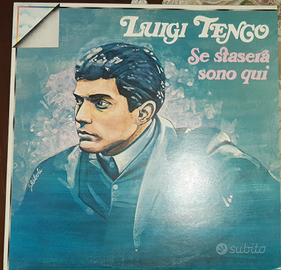 LUIGI TENCO
Se stasera
sono qui
subito